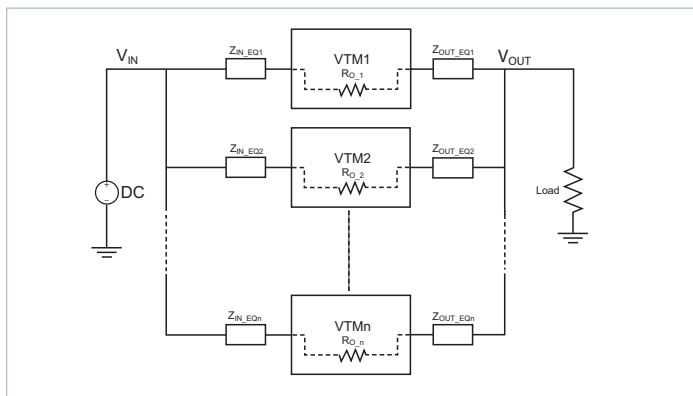 V_IN
Z_IN_EQ1
VTM1
R_O_1
Z_OUT_EQ1
V_OUT
Z_IN_EQ2
VTM2
R_O_2
Z_OUT_EQ2
+
−
DC
Load
Z_IN_EQn
VTMn
R_O_n
Z_OUT_EQn